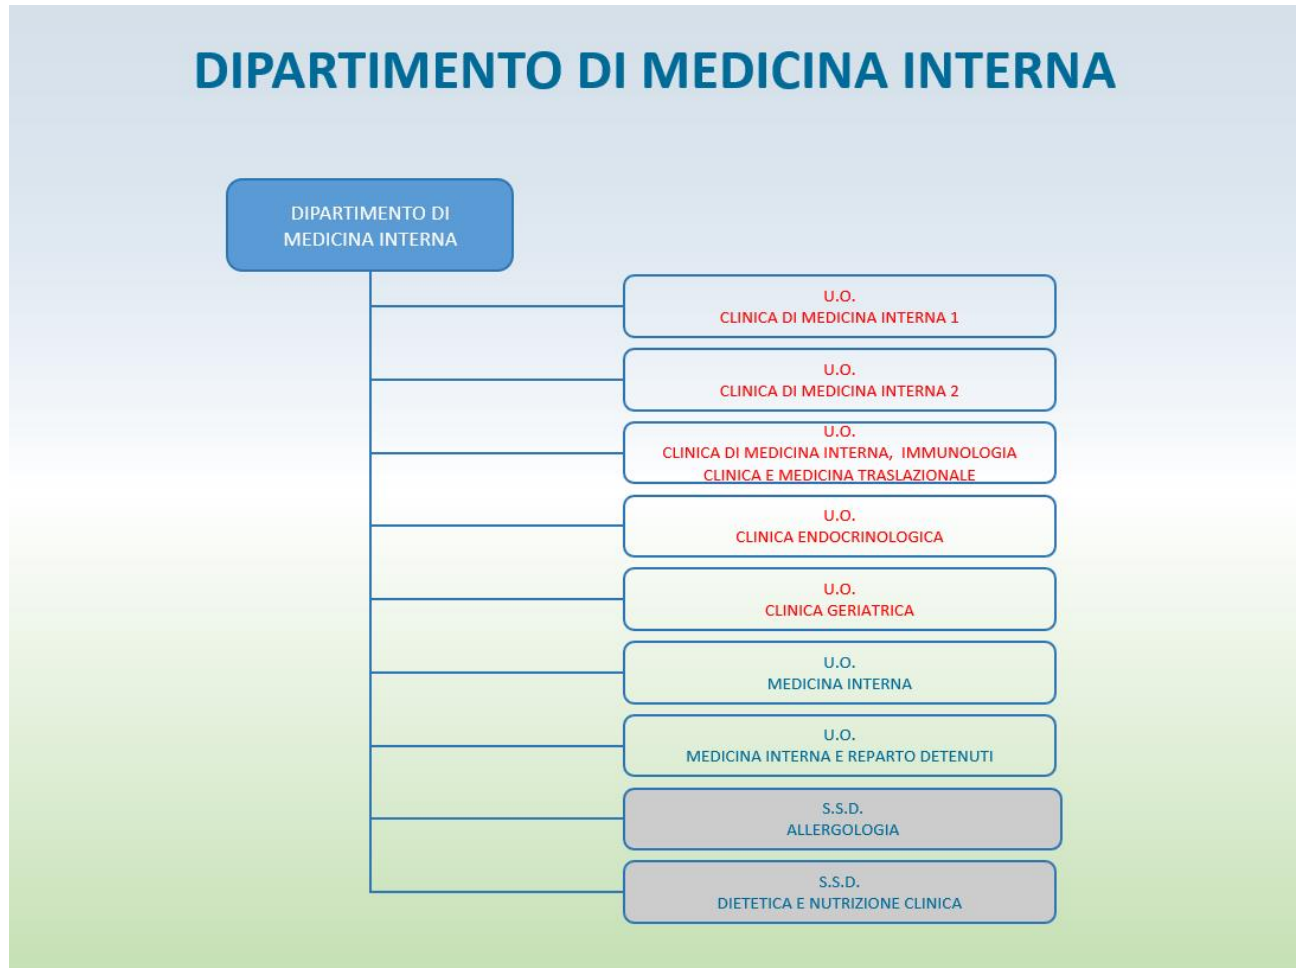 DIPARTIMENTO DI MEDICINA INTERNA
DIPARTIMENTO DI
MEDICINA INTERNA
U.O.
CLINICA DI MEDICINA INTERNA 1
U.O.
CLINICA DI MEDICINA INTERNA 2
U.O.
CLINICA DI MEDICINA INTERNA, IMMUNOLOGIA
CLINICA E MEDICINA TRASLAZIONALE
U.O.
CLINICA ENDOCRINOLOGICA
U.O.
CLINICA GERIATRICA
U.O.
MEDICINA INTERNA
U.O.
MEDICINA INTERNA E REPARTO DETENUTI
S.S.D.
ALLERGOLOGIA
S.S.D.
DIETETICA E NUTRIZIONE CLINICA